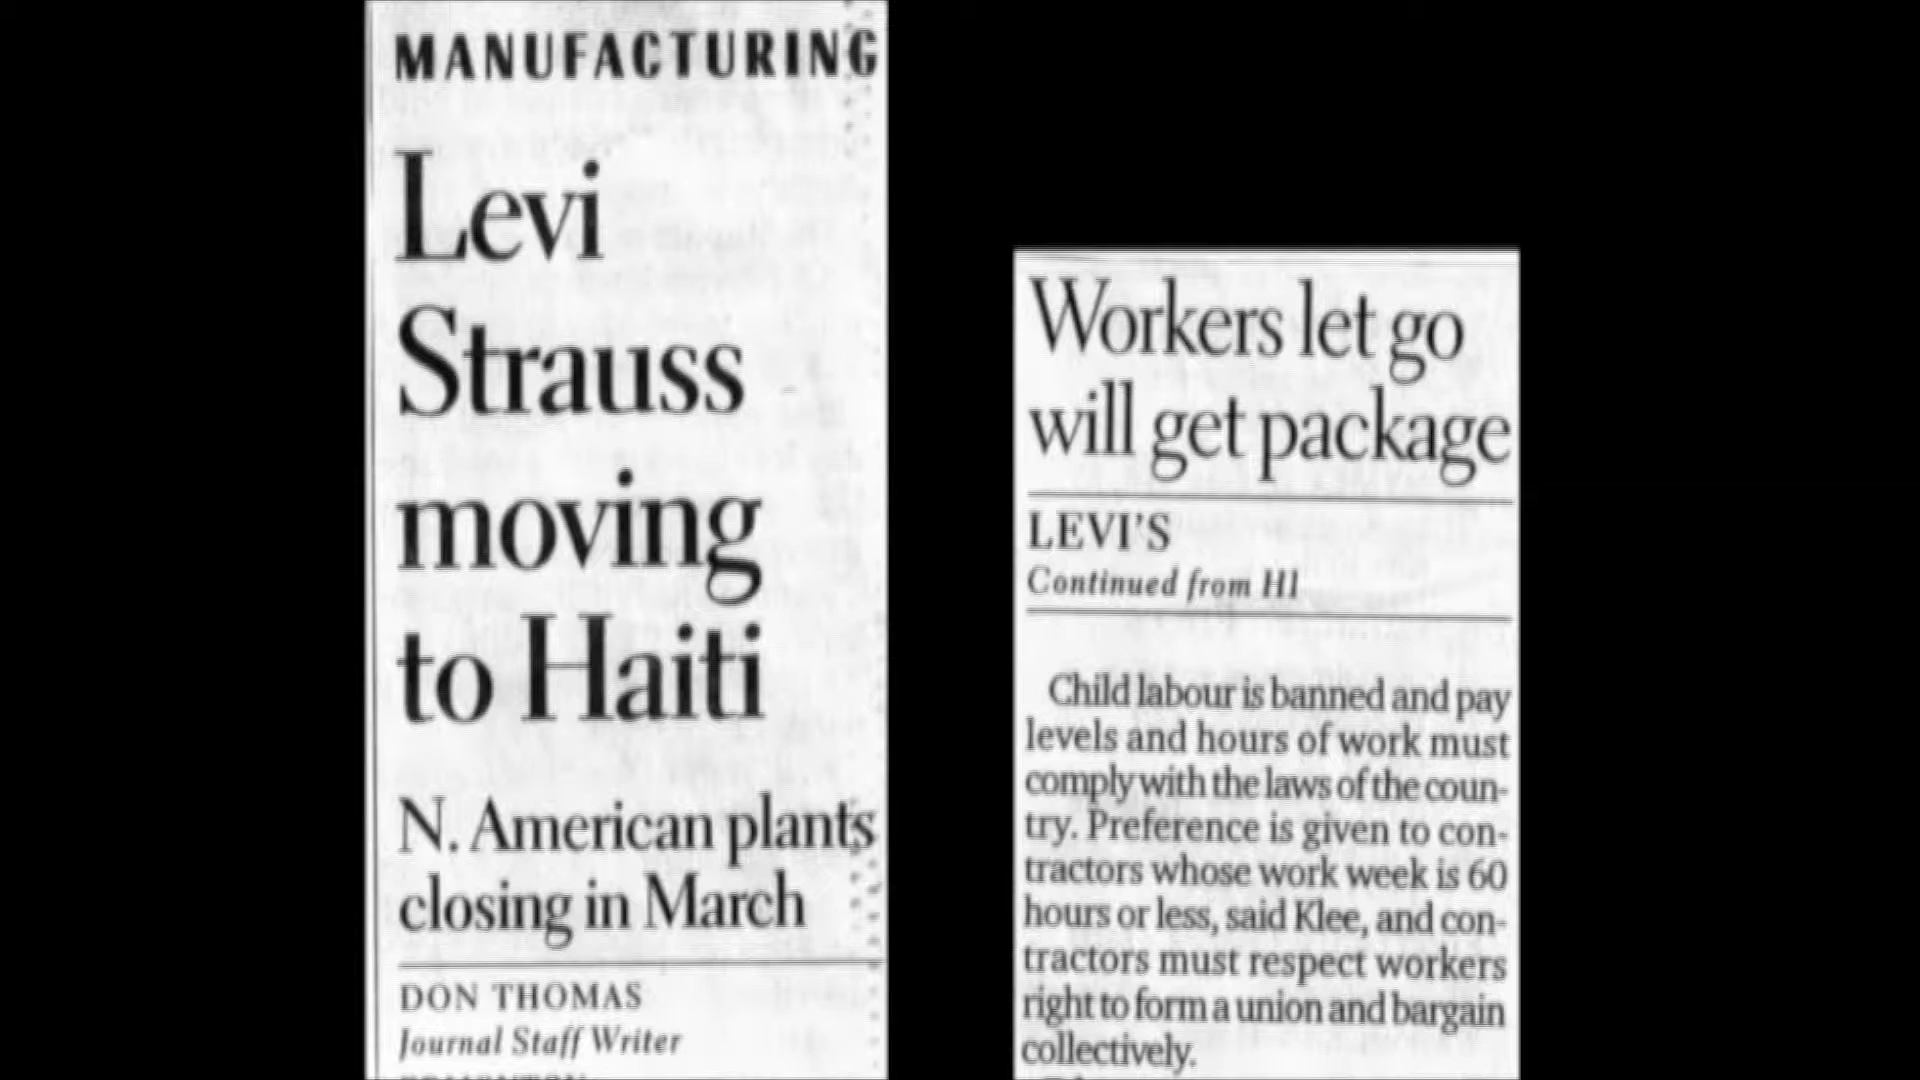 MANUFACTURING
Levi
Strauss
moving
to Haiti
N. American plants
closing in March
DON THOMAS
Journal Staff Writer
EDMONTON
Workers let go
will get package
LEVI'S
Continued from H1
Child labour is banned and pay
levels and hours of work must
comply with the laws of the coun-
try. Preference is given to con-
tractors whose work week is 60
hours or less, said Klee, and con-
tractors must respect workers
right to form a union and bargain
collectively.